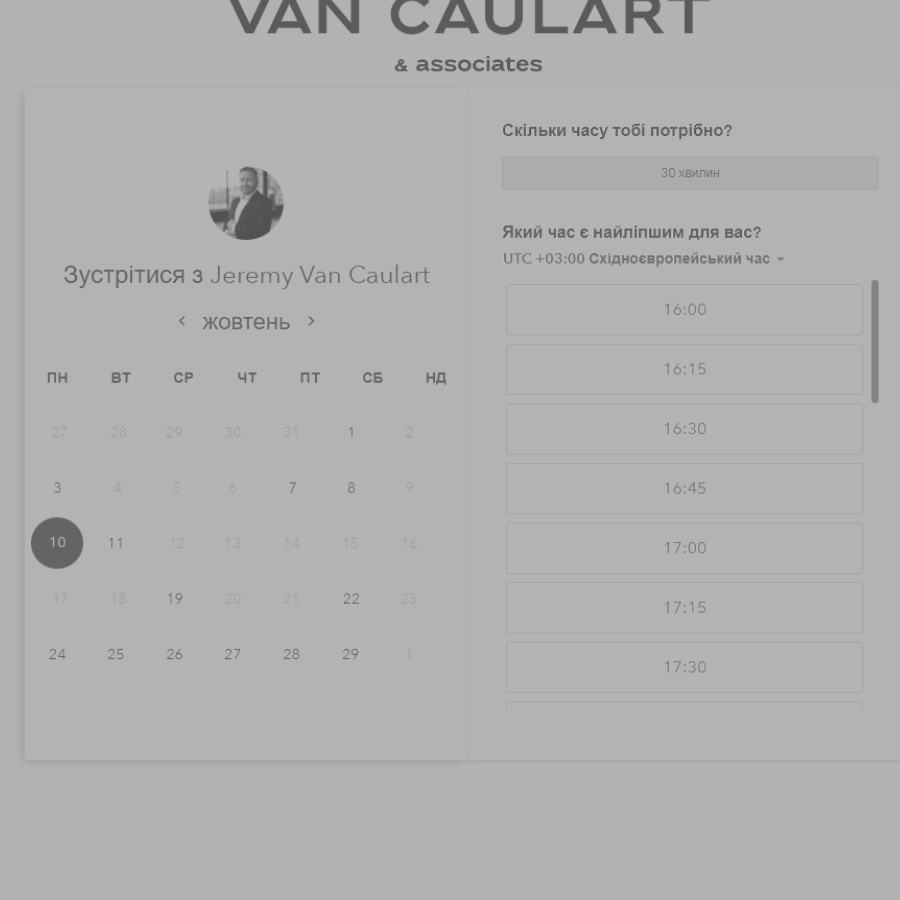 VAN CAULART
& associates
Зустрітися з Jeremy Van Caulart
жовтень
ПН ВТ СР ЧТ ПТ СБ НД
27 28 29 30 31 1 2
3 4 5 6 7 8 9
10 11 12 13 14 15 16
17 18 19 20 21 22 23
24 25 26 27 28 29 1
Скільки часу тобі потрібно?
30 хвилин
Який час є найліпшим для вас?
UTC +03:00 Східноєвропейський час
16:00
16:15
16:30
16:45
17:00
17:15
17:30